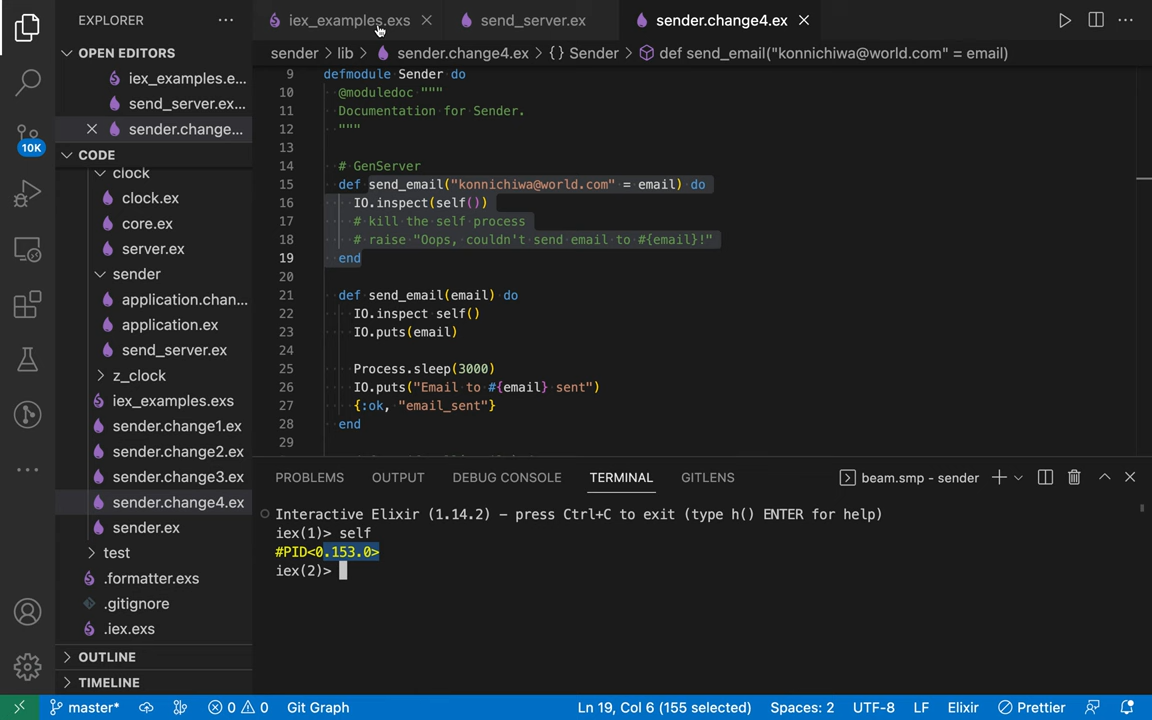 EXPLORER ···
iex_examples.exs
send_server.ex
sender.change4.ex
···
OPEN EDITORS
iex_examples.e...
send_server.ex...
sender.change...
10K
CODE
clock
clock.ex
core.ex
server.ex
sender
application.chan...
application.ex
send_server.ex
z_clock
iex_examples.exs
sender.change1.ex
sender.change2.ex
sender.change3.ex
sender.change4.ex
sender.ex
test
.formatter.exs
.gitignore
.iex.exs
OUTLINE
TIMELINE
sender > lib > sender.change4.ex > {} Sender > def send_email("konnichiwa@world.com" = email)
9 defmodule Sender do
10 @moduledoc """
11 Documentation for Sender.
12 """
13
14 # GenServer
15 def send_email("konnichiwa@world.com" = email) do
16 IO.inspect(self())
17 # kill the self process
18 # raise "Oops, couldn't send email to #{email}!"
19 end
20
21 def send_email(email) do
22 IO.inspect self()
23 IO.puts(email)
24
25 Process.sleep(3000)
26 IO.puts("Email to #{email} sent")
27 {:ok, "email_sent"}
28 end
29
PROBLEMS OUTPUT DEBUG CONSOLE TERMINAL GITLENS beam.smp - sender
Interactive Elixir (1.14.2) – press Ctrl+C to exit (type h() ENTER for help)
iex(1)> self
#PID<0.153.0>
iex(2)>
master* 0 0 Git Graph Ln 19, Col 6 (155 selected) Spaces: 2 UTF-8 LF Elixir Prettier